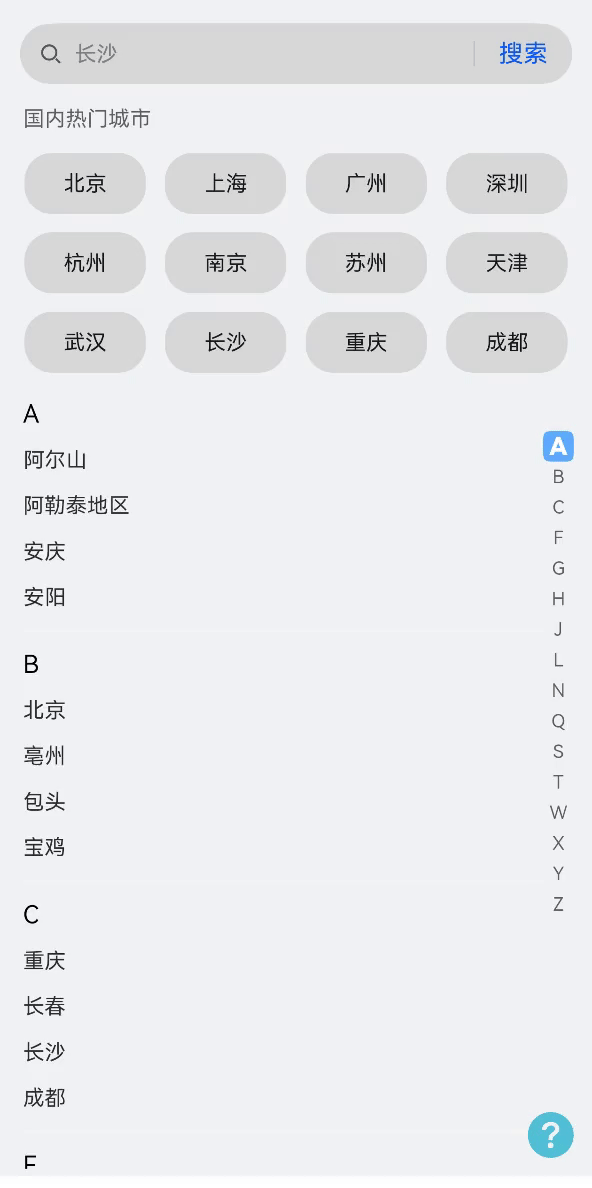 长沙 搜索
国内热门城市
北京 上海 广州 深圳
杭州 南京 苏州 天津
武汉 长沙 重庆 成都
A
阿尔山
阿勒泰地区
安庆
安阳
B
北京
亳州
包头
宝鸡
C
重庆
长春
长沙
成都
F
A
B
C
F
G
H
J
L
N
Q
S
T
W
X
Y
Z
?